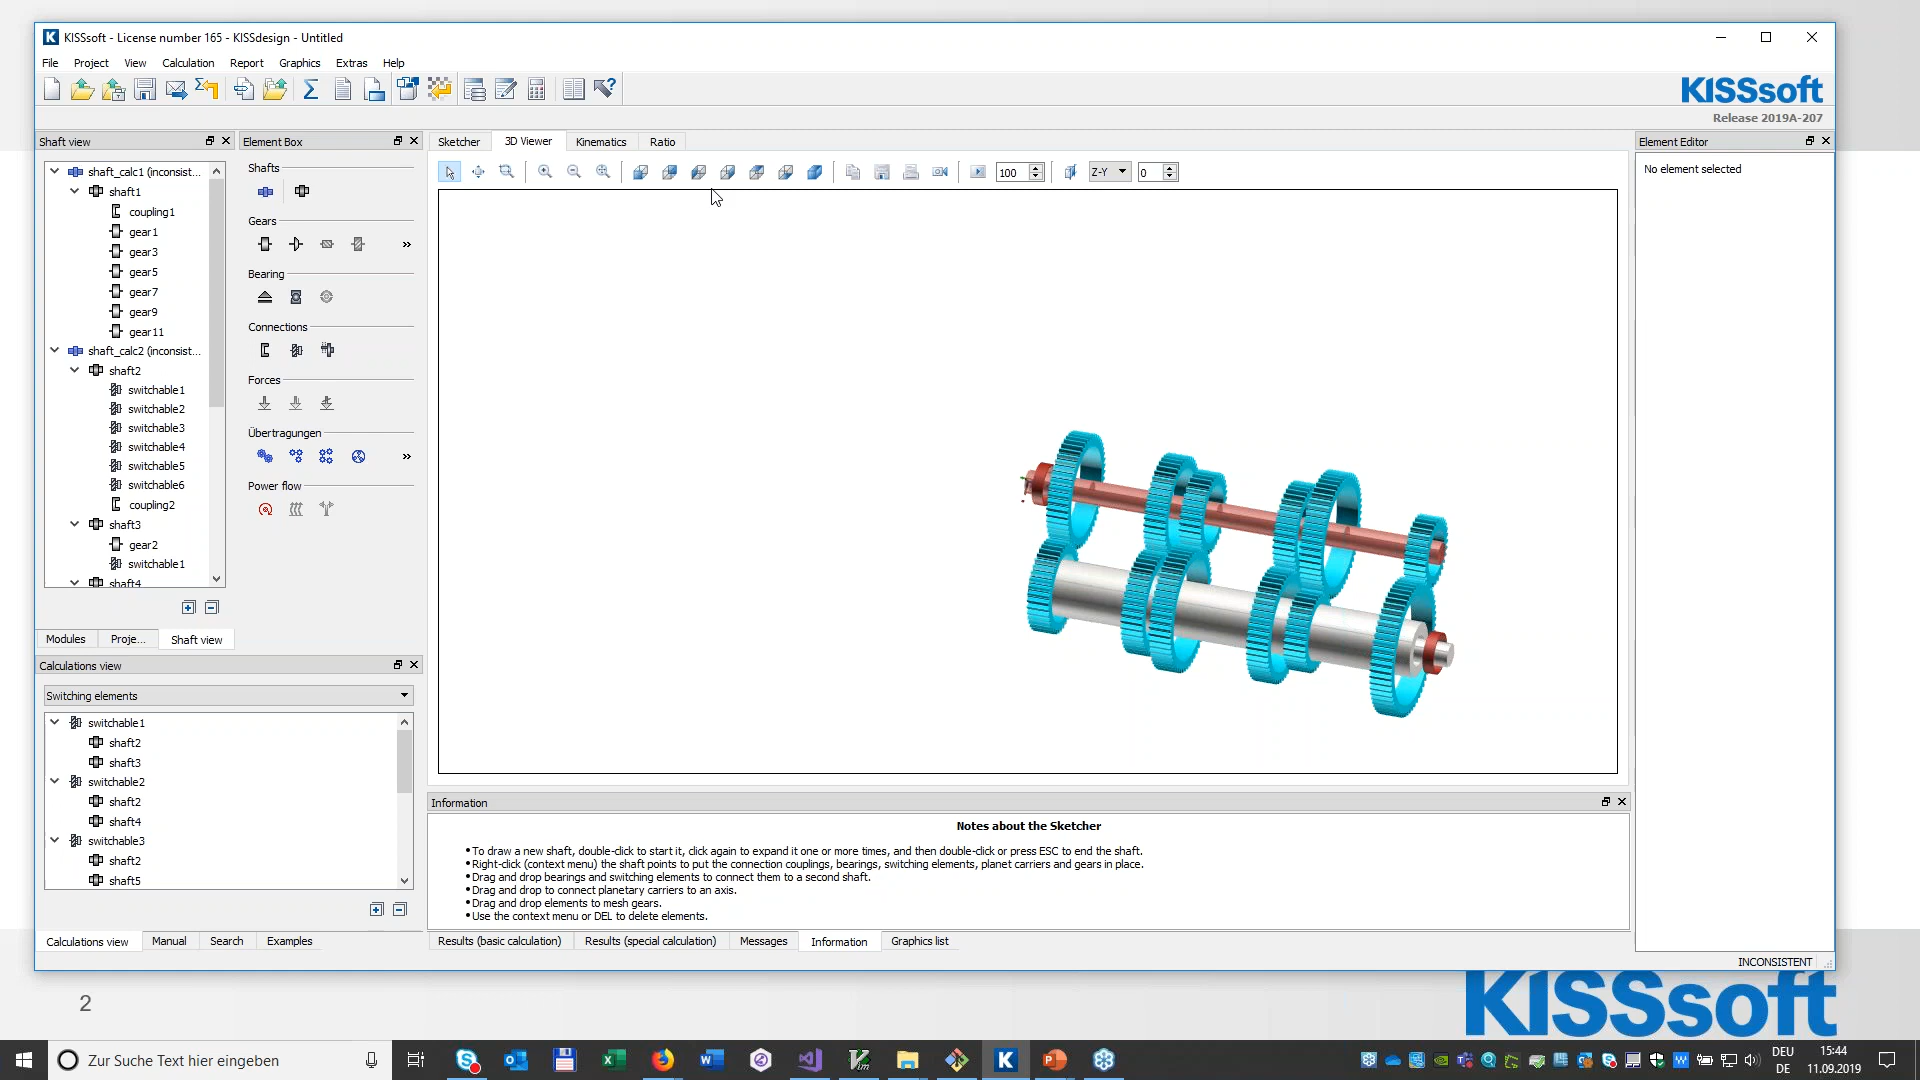 KISSsoft - License number 165 - KISSdesign - Untitled
File Project View Calculation Report Graphics Extras Help
KISSsoft
Release 2019A-207
Shaft view
Element Box
Sketcher 3D Viewer Kinematics Ratio
Element Editor
No element selected
100 Z-Y 0
shaft_calc1 (inconsist...
shaft1
coupling1
gear1
gear3
gear5
gear7
gear9
gear11
shaft_calc2 (inconsist...
shaft2
switchable1
switchable2
switchable3
switchable4
switchable5
switchable6
coupling2
shaft3
gear2
switchable1
shaft4
Modules Proje... Shaft view
Shafts
Gears
Bearing
Connections
Forces
Übertragungen
Power flow
Calculations view
Switching elements
switchable1
shaft2
shaft3
switchable2
shaft2
shaft4
switchable3
shaft2
shaft5
Calculations view Manual Search Examples
Information
Notes about the Sketcher
•To draw a new shaft, double-click to start it, click again to expand it one or more times, and then double-click or press ESC to end the shaft.
•Right-click (context menu) the shaft points to put the connection couplings, bearings, switching elements, planet carriers and gears in place.
•Drag and drop bearings and switching elements to connect them to a second shaft.
•Drag and drop to connect planetary carriers to an axis.
•Drag and drop elements to mesh gears.
•Use the context menu or DEL to delete elements.
Results (basic calculation) Results (special calculation) Messages Information Graphics list
INCONSISTENT
2
KISSsoft
Zur Suche Text hier eingeben
DEU
DE
15:44
11.09.2019